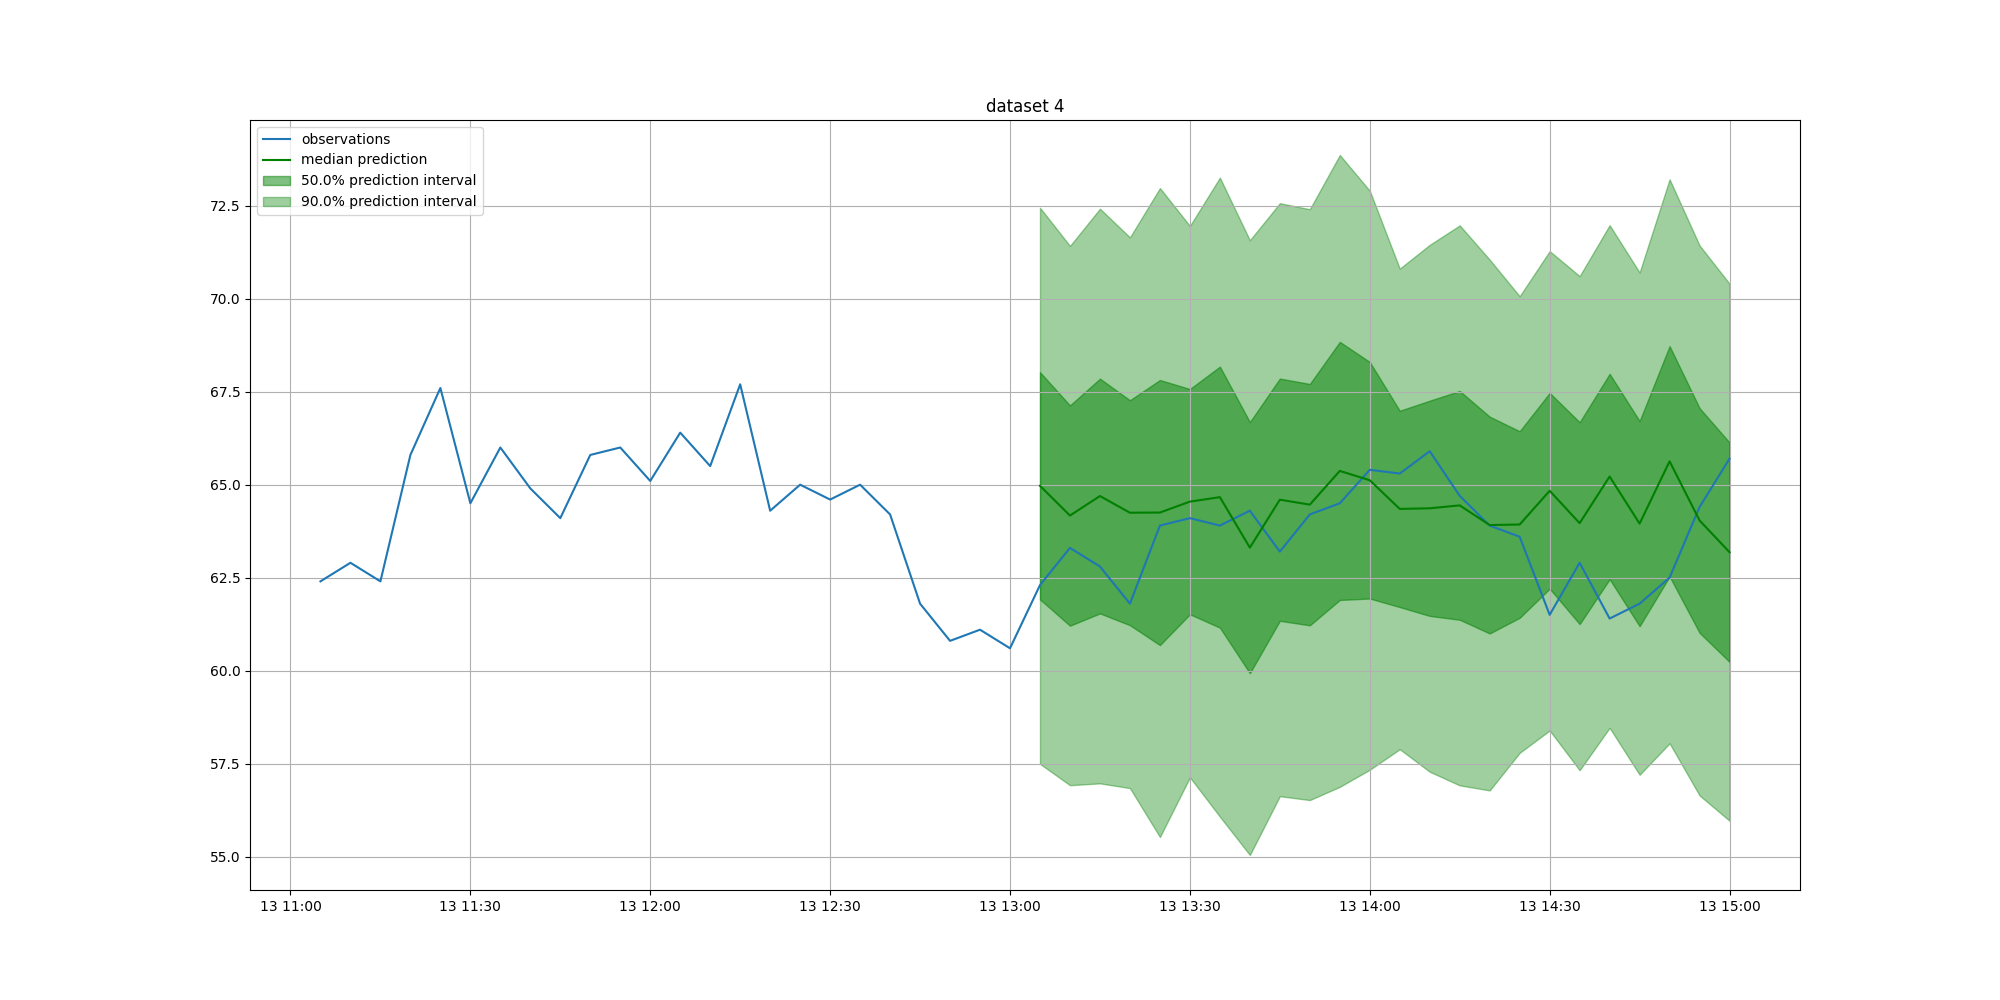 dataset 4
observations
median prediction
50.0% prediction interval
90.0% prediction interval
72.5
70.0
67.5
65.0
62.5
60.0
57.5
55.0
13 11:00 13 11:30 13 12:00 13 12:30 13 13:00 13 13:30 13 14:00 13 14:30 13 15:00